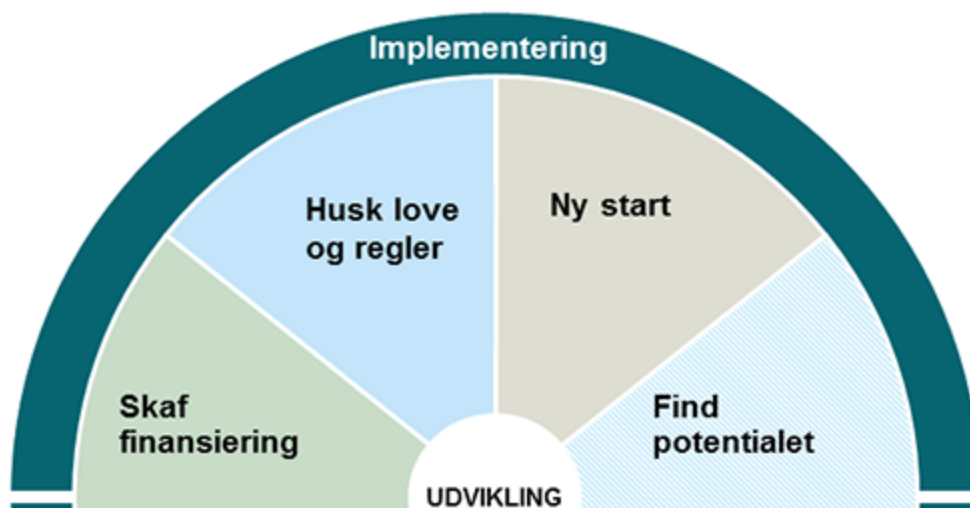 Implementering
Husk love
og regler
Ny start
Skaf
finansiering
Find
potentialet
UDVIKLING